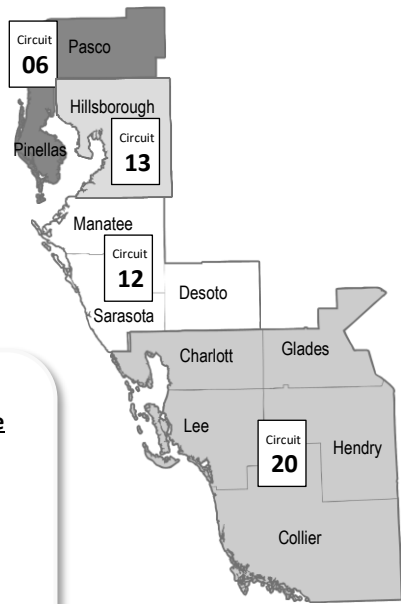 Pasco
Circuit
06
Hillsborough
Circuit
13
Pinellas
Manatee
Circuit
12
Desoto
Sarasota
Charlott
Glades
Lee
Circuit
20
Hendry
Collier
e